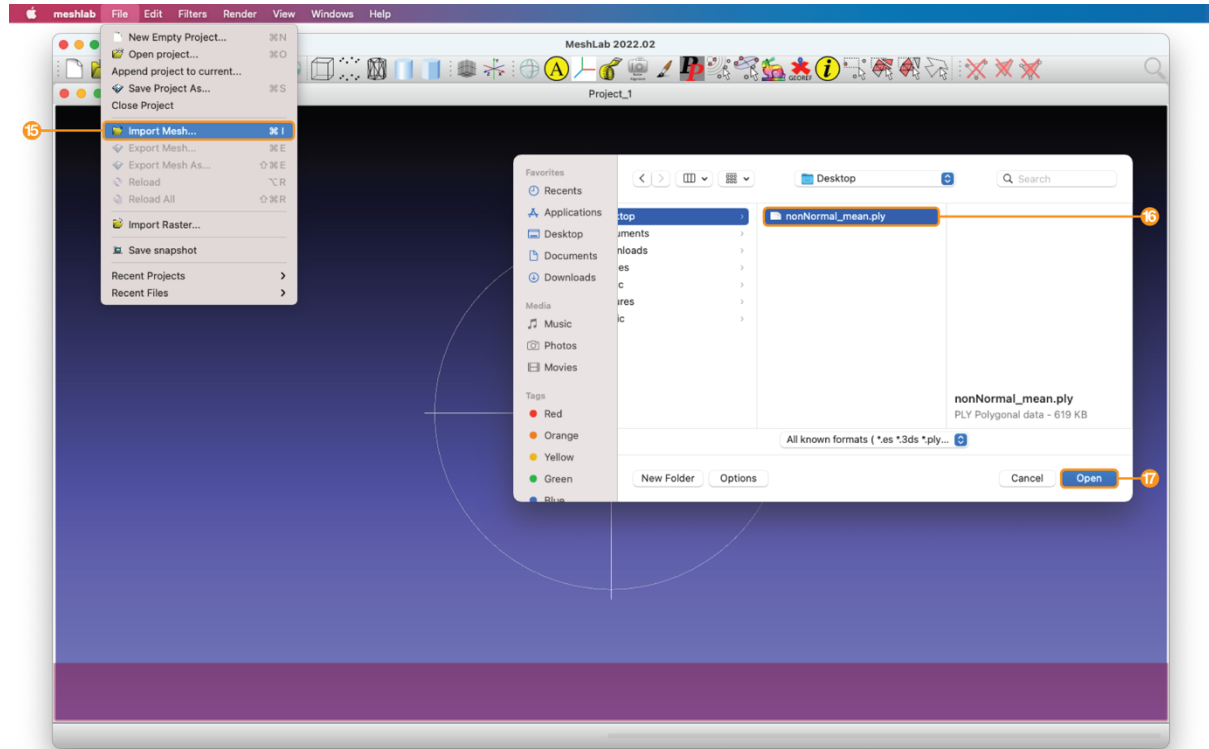 meshlab File Edit Filters Render View Windows Help
New Empty Project... ⌘N
Open project... ⌘O
Append project to current...
Save Project As... ⌘S
Close Project
Import Mesh... ⌘I
Export Mesh... ⌘E
Export Mesh As... ⇧⌘E
Reload ⌥R
Reload All ⇧⌘R
Import Raster...
Save snapshot
Recent Projects
Recent Files
MeshLab 2022.02
A
Pp
GEOREF
i
Project_1
15
Favorites
Recents
Applications
Desktop
Documents
Downloads
Media
Music
Photos
Movies
Tags
Red
Orange
Yellow
Green
Blue
Desktop
Search
top
uments
nloads
es
c
ures
ic
nonNormal_mean.ply
16
nonNormal_mean.ply
PLY Polygonal data - 619 KB
All known formats ( *.es *.3ds *.ply...
New Folder
Options
Cancel
Open
17